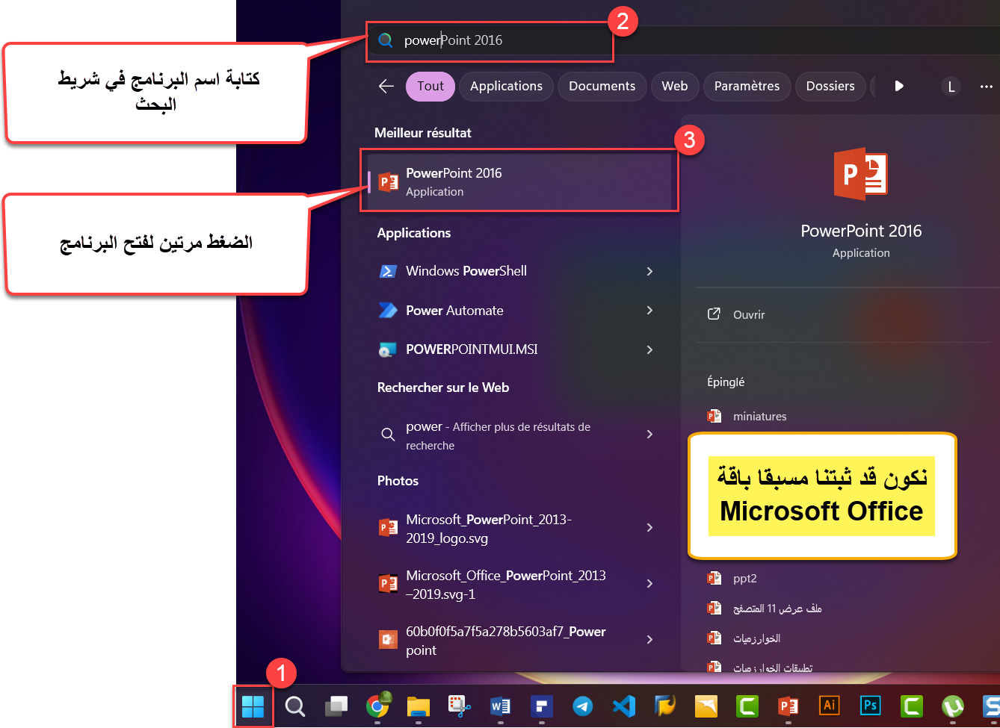 2
powerPoint 2016
كتابة اسم البرنامج في شريط
البحث
Tout
Applications
Documents
Web
Paramètres
Dossiers
L
Meilleur résultat
3
PowerPoint 2016
Application
الضغط مرتين لفتح البرنامج
Applications
Windows PowerShell
Power Automate
POWERPOINTMUI.MSI
Rechercher sur le Web
power - Afficher plus de résultats de
recherche
Photos
Microsoft_PowerPoint_2013-
2019_logo.svg
Microsoft_Office_PowerPoint_2013
–2019.svg-1
60b0f0f5a7f5a278b5603af7_Power
point
PowerPoint 2016
Application
Ouvrir
Épinglé
miniatures
نكون قد ثبتنا مسبقا باقة
Microsoft Office
ppt2
ملف عرض 11 المتصفح
الخوارزميات
تطبيقات الخوارزميات
1